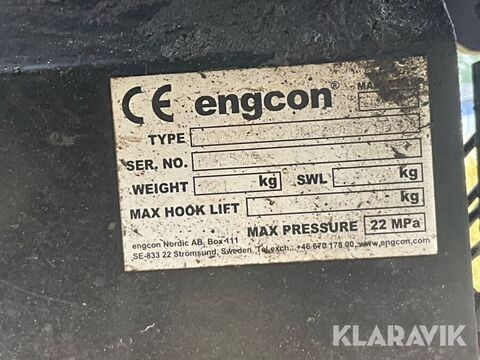 CE engcon®
TYPE
SER. NO.
WEIGHT kg SWL kg
MAX HOOK LIFT kg
MAX PRESSURE 22 MPa
engcon Nordic AB, Box 111
SE-833 22 Strömsund, Sweden, Tel.exch.: +46 670 178 00, www.engcon.com
KLARAVIK